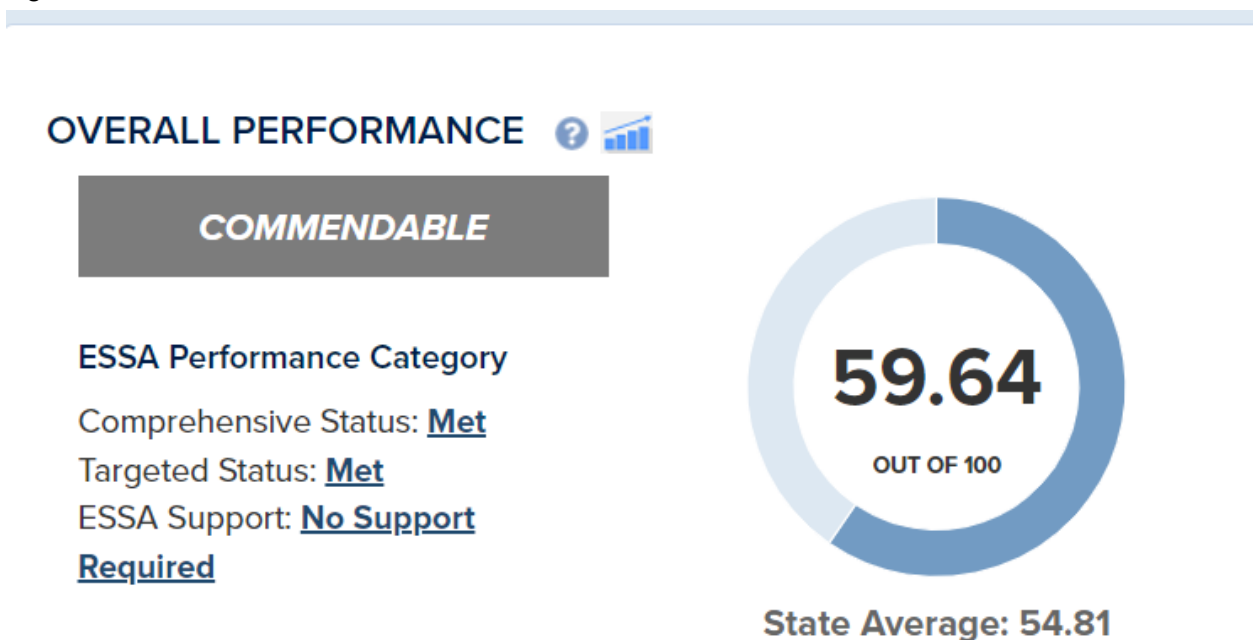 OVERALL PERFORMANCE ?
COMMENDABLE
ESSA Performance Category
Comprehensive Status: Met
Targeted Status: Met
ESSA Support: No Support
Required
59.64
OUT OF 100
State Average: 54.81